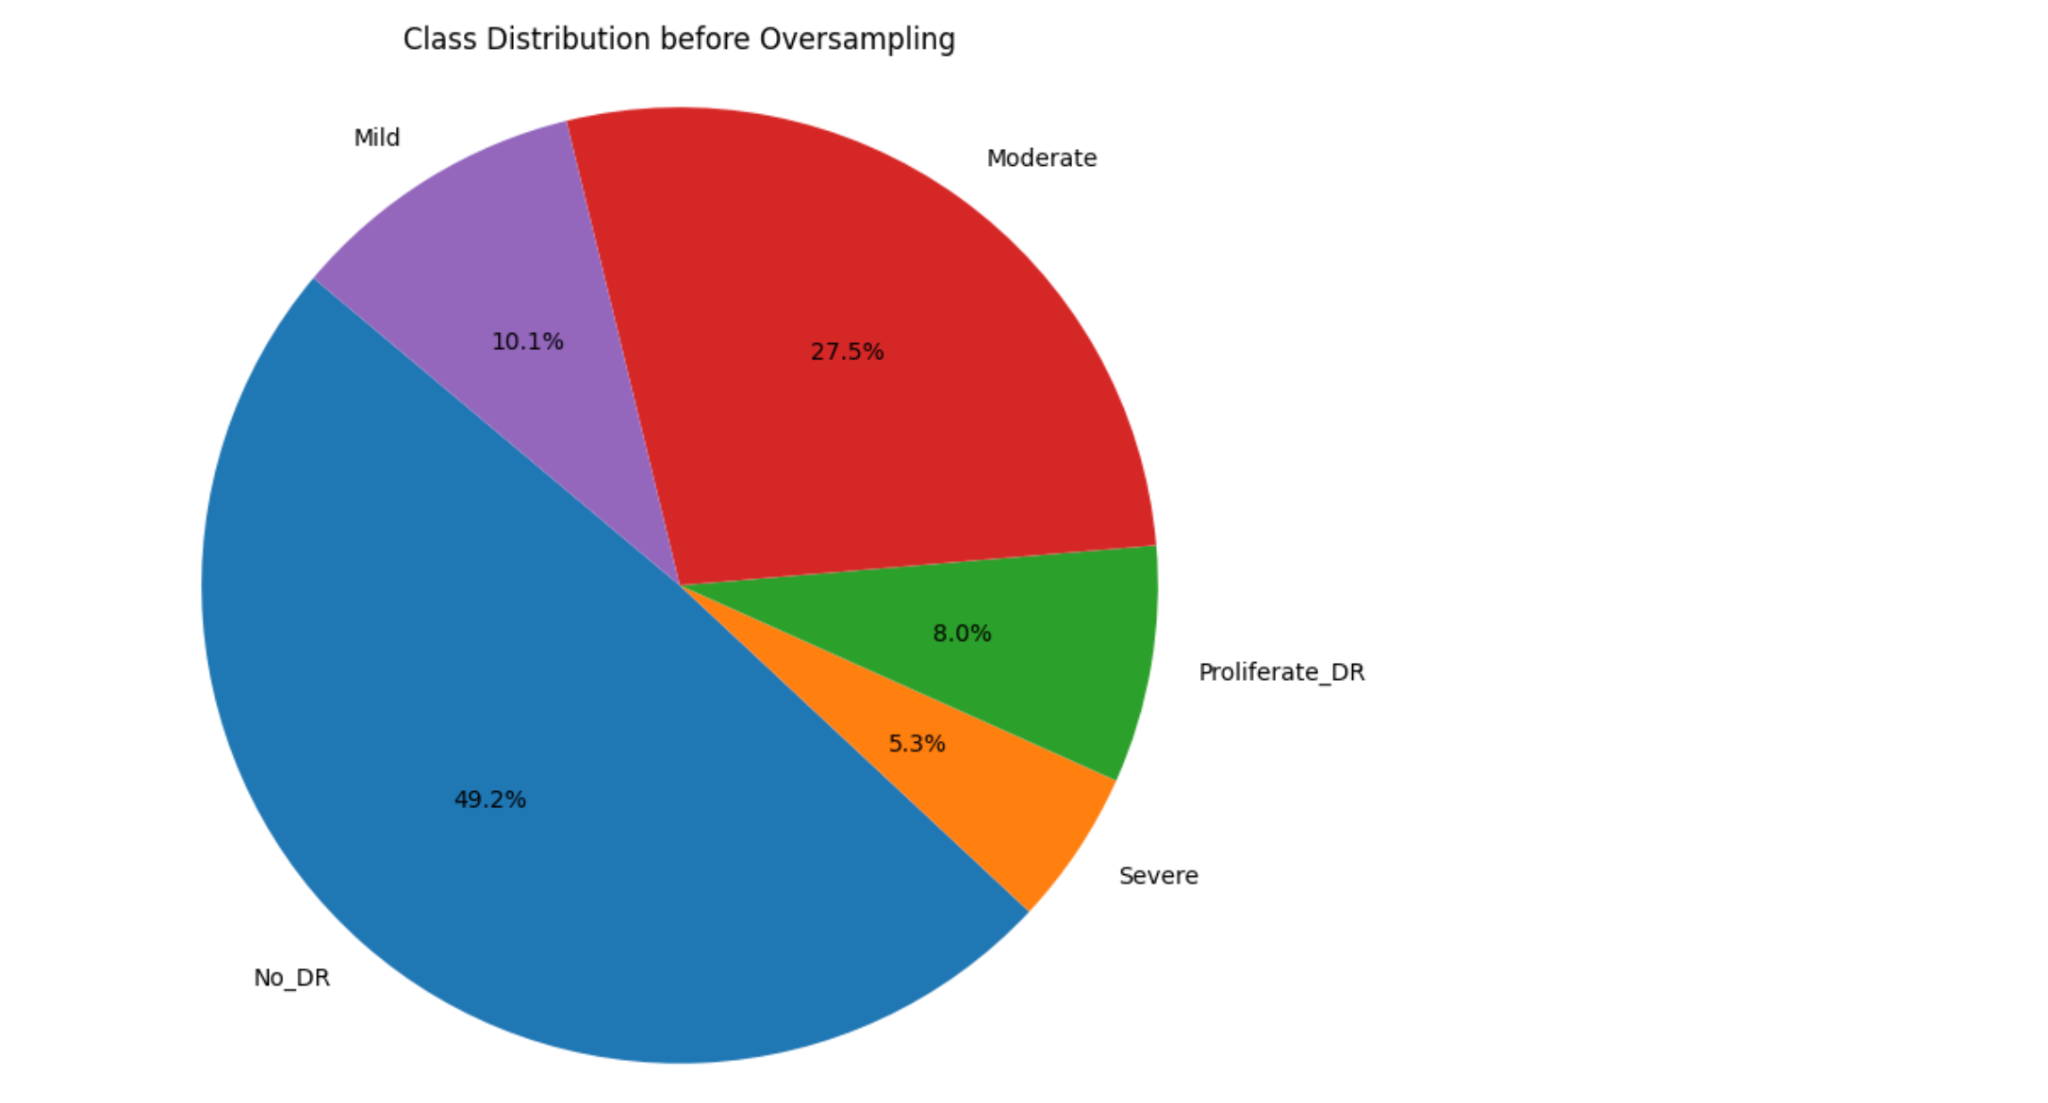 Class Distribution before Oversampling
Mild
Moderate
10.1%
27.5%
8.0%
Proliferate_DR
5.3%
49.2%
Severe
No_DR